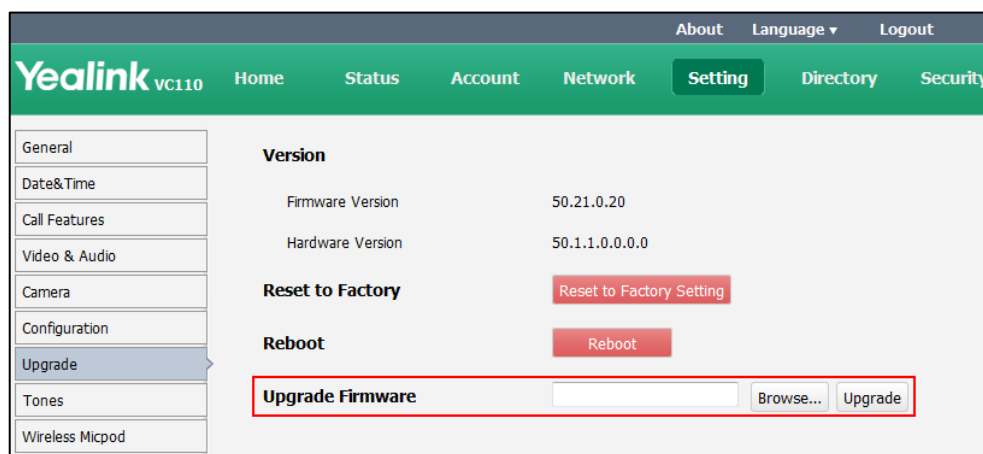 About Language ▾ Logout
Yealink VC110 Home Status Account Network Setting Directory Security
General
Date&Time
Call Features
Video & Audio
Camera
Configuration
Upgrade
Tones
Wireless Micpod
Version
Firmware Version 50.21.0.20
Hardware Version 50.1.1.0.0.0.0
Reset to Factory Reset to Factory Setting
Reboot Reboot
Upgrade Firmware Browse... Upgrade